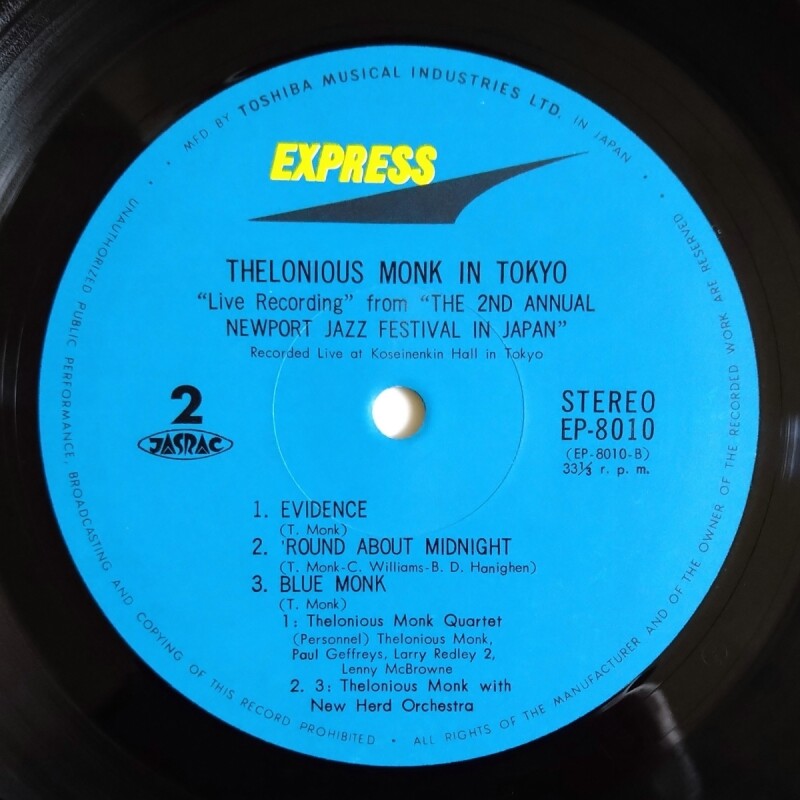 MFD BY TOSHIBA MUSICAL INDUSTRIES LTD. IN JAPAN
EXPRESS
THELONIOUS MONK IN TOKYO
“Live Recording” from “THE 2ND ANNUAL
NEWPORT JAZZ FESTIVAL IN JAPAN”
Recorded Live at Koseinenkin Hall in Tokyo
2
JASRAC
STEREO
EP-8010
(EP-8010-B)
33⅓ r. p. m.
1. EVIDENCE
(T. Monk)
2. 'ROUND ABOUT MIDNIGHT
(T. Monk-C. Williams-B. D. Hanighen)
3. BLUE MONK
(T. Monk)
1: Thelonious Monk Quartet
(Personnel) Thelonious Monk,
Paul Geffreys, Larry Redley 2,
Lenny McBrowne
2. 3: Thelonious Monk with
New Herd Orchestra
UNAUTHORIZED PUBLIC PERFORMANCE, BROADCASTING AND COPYING OF THIS RECORD PROHIBITED • ALL RIGHTS OF THE MANUFACTURER AND OF THE OWNER OF THE RECORDED WORK ARE RESERVED